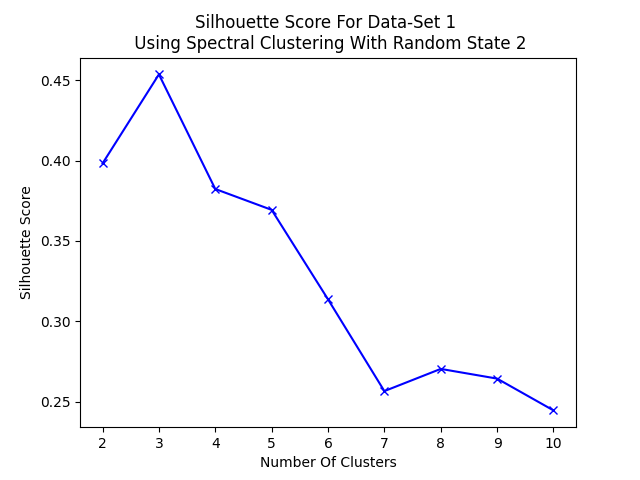 Silhouette Score For Data-Set 1
Using Spectral Clustering With Random State 2
0.45
0.40
0.35
0.30
0.25
Silhouette Score
2 3 4 5 6 7 8 9 10
Number Of Clusters